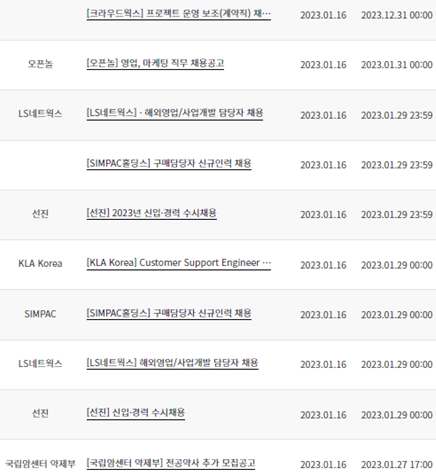 [크라우드웍스] 프로젝트 운영 보조(계약직) 채… 2023.01.16 2023.12.31 00:00
오픈놀 [오픈놀] 영업, 마케팅 직무 채용공고 2023.01.16 2023.01.31 00:00
LS네트웍스 [LS네트웍스] · 해외영업/사업개발 담당자 채용 2023.01.16 2023.01.29 23:59
[SIMPAC홀딩스] 구매담당자 신규인력 채용 2023.01.16 2023.01.29 23:59
선진 [선진] 2023년 신입·경력 수시채용 2023.01.16 2023.01.29 23:59
KLA Korea [KLA Korea] Customer Support Engineer … 2023.01.16 2023.01.29 00:00
SIMPAC [SIMPAC홀딩스] 구매담당자 신규인력 채용 2023.01.16 2023.01.29 00:00
LS네트웍스 [LS네트웍스] 해외영업/사업개발 담당자 채용 2023.01.16 2023.01.29 00:00
선진 [선진] 신입·경력 수시채용 2023.01.16 2023.01.29 00:00
국립암센터 약제부 [국립암센터 약제부] 전공약사 추가 모집공고 2023.01.16 2023.01.27 17:00